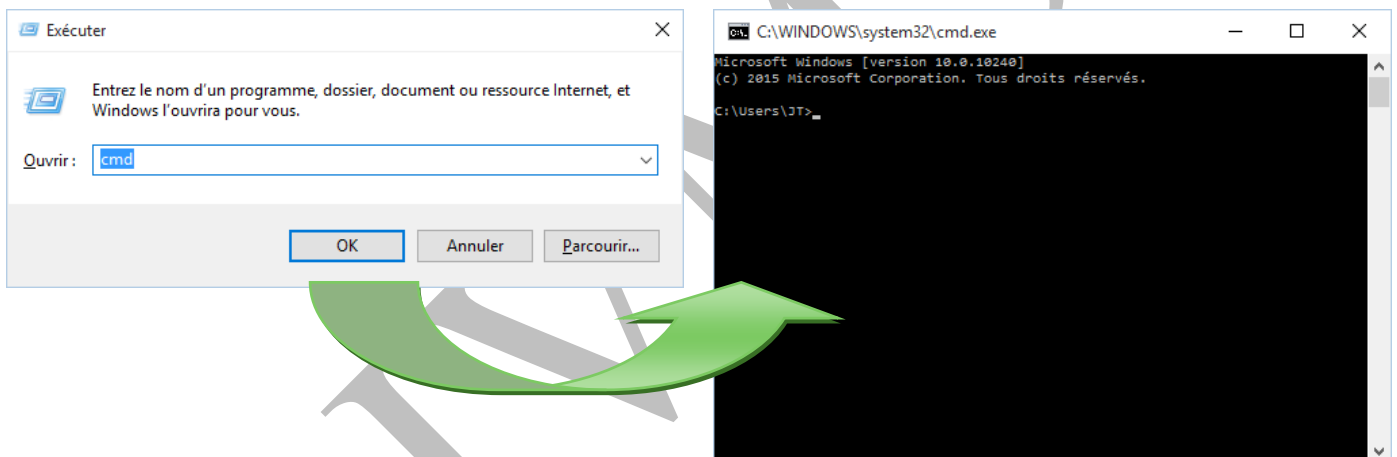 Exécuter
Entrez le nom d'un programme, dossier, document ou ressource Internet, et
Windows l'ouvrira pour vous.
Ouvrir : cmd
OK Annuler Parcourir...
C:\WINDOWS\system32\cmd.exe
Microsoft Windows [version 10.0.10240]
(c) 2015 Microsoft Corporation. Tous droits réservés.
C:\Users\JT>_